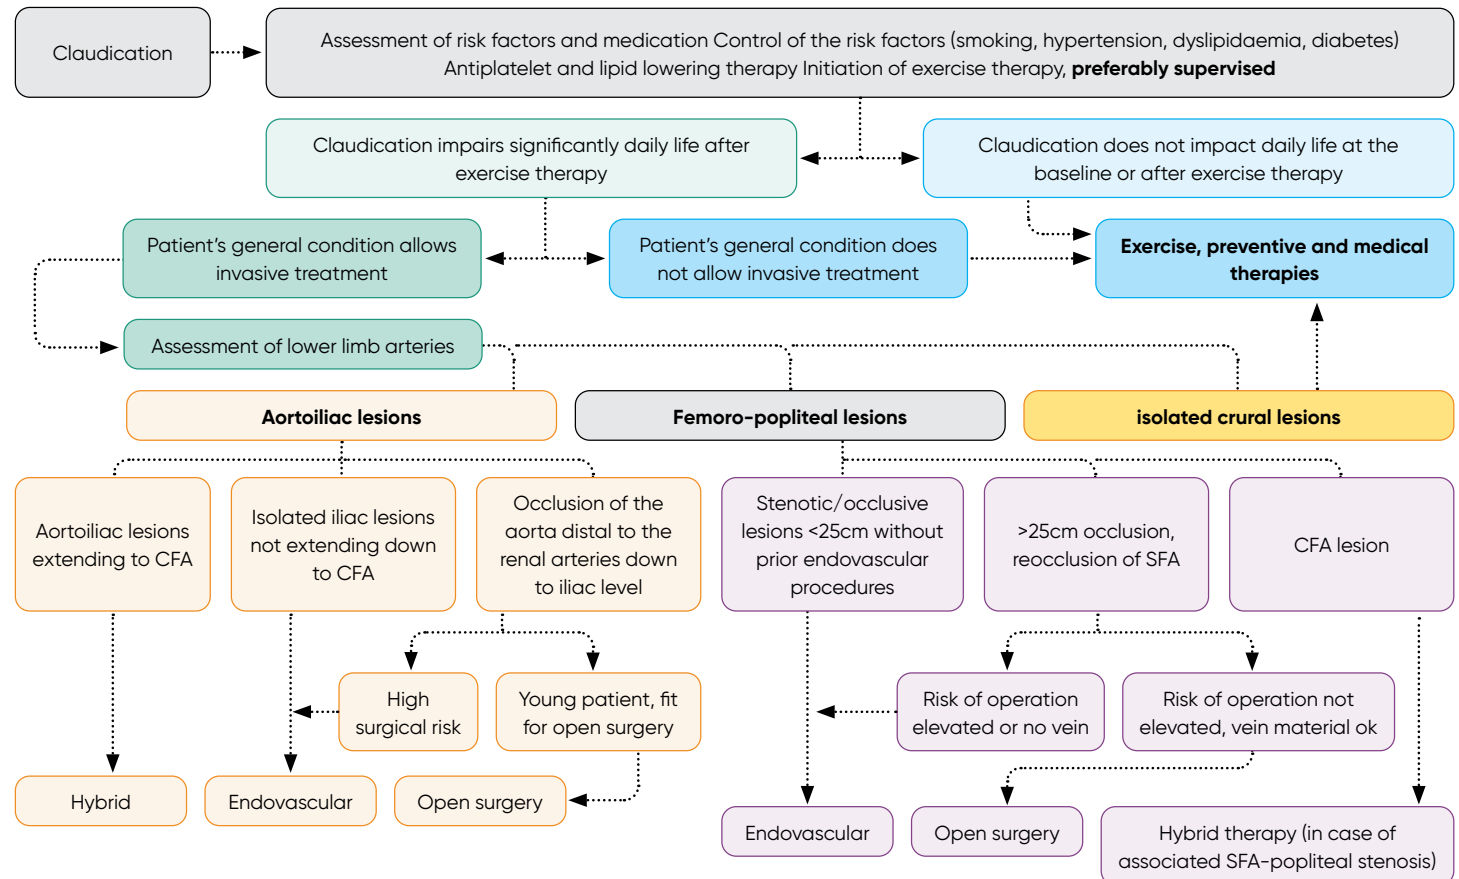 Claudication
Assessment of risk factors and medication Control of the risk factors (smoking, hypertension, dyslipidaemia, diabetes)
Antiplatelet and lipid lowering therapy Initiation of exercise therapy, preferably supervised
Claudication impairs significantly daily life after
exercise therapy
Claudication does not impact daily life at the
baseline or after exercise therapy
Patient's general condition allows
invasive treatment
Patient's general condition does
not allow invasive treatment
Exercise, preventive and medical
therapies
Assessment of lower limb arteries
Aortoiliac lesions
Femoro-popliteal lesions
isolated crural lesions
Aortoiliac lesions
extending to CFA
Isolated iliac lesions
not extending down
to CFA
Occlusion of the
aorta distal to the
renal arteries down
to iliac level
Stenotic/occlusive
lesions <25cm without
prior endovascular
procedures
>25cm occlusion,
reocclusion of SFA
CFA lesion
High
surgical risk
Young patient, fit
for open surgery
Risk of operation
elevated or no vein
Risk of operation not
elevated, vein material ok
Hybrid
Endovascular
Open surgery
Endovascular
Open surgery
Hybrid therapy (in case of
associated SFA-popliteal stenosis)